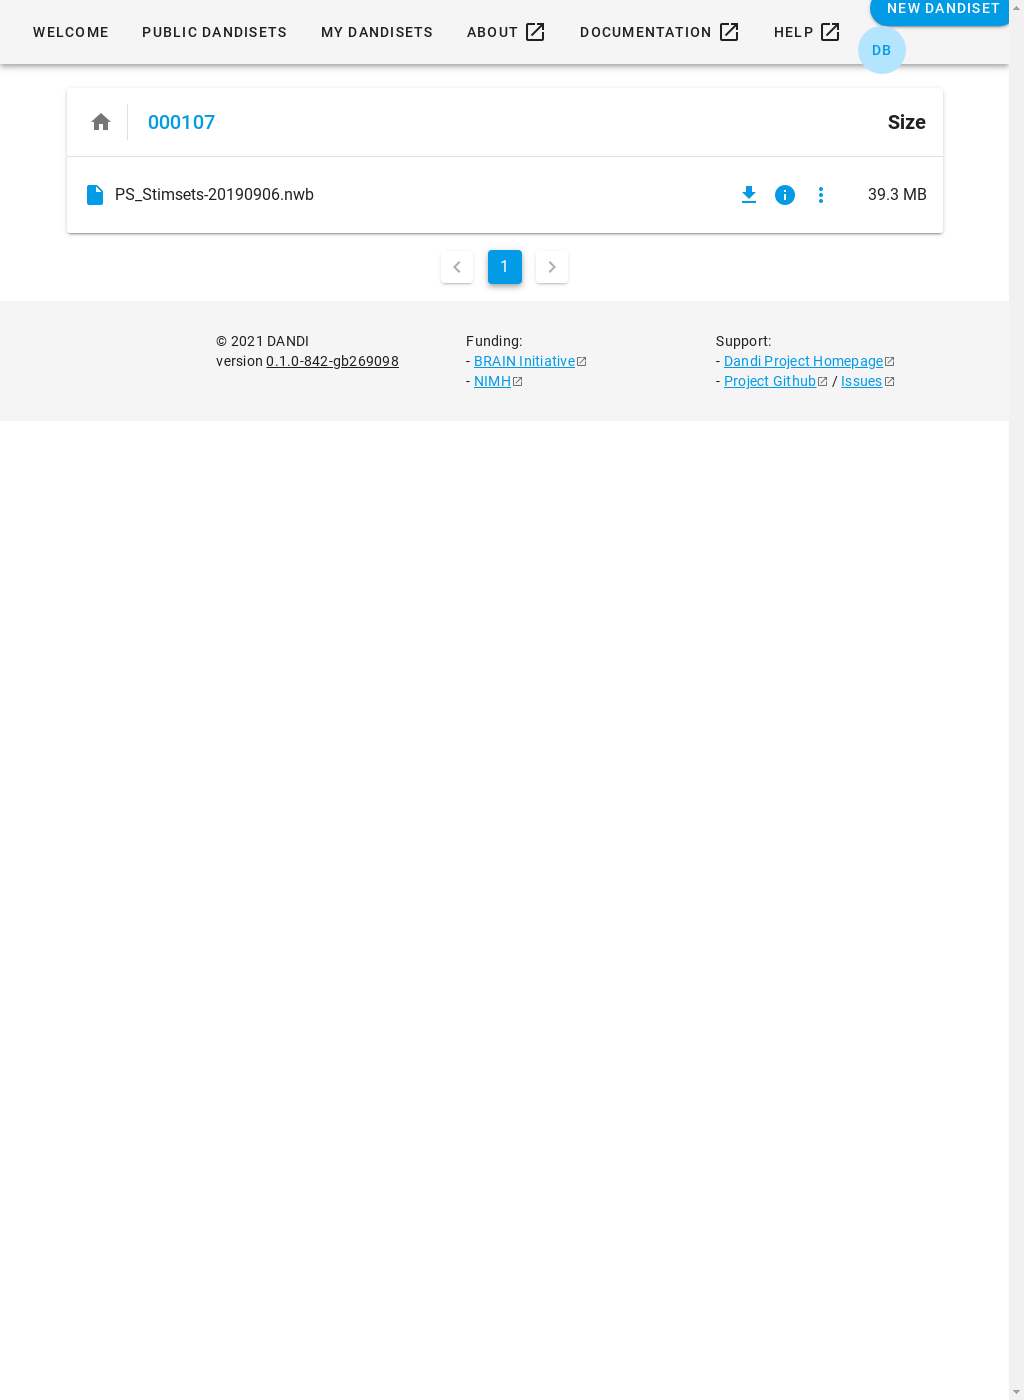 NEW DANDISET
WELCOME PUBLIC DANDISETS MY DANDISETS ABOUT DOCUMENTATION HELP
DB
000107 Size
PS_Stimsets-20190906.nwb 39.3 MB
1
© 2021 DANDI
version 0.1.0-842-gb269098
Funding:
- BRAIN Initiative
- NIMH
Support:
- Dandi Project Homepage
- Project Github / Issues